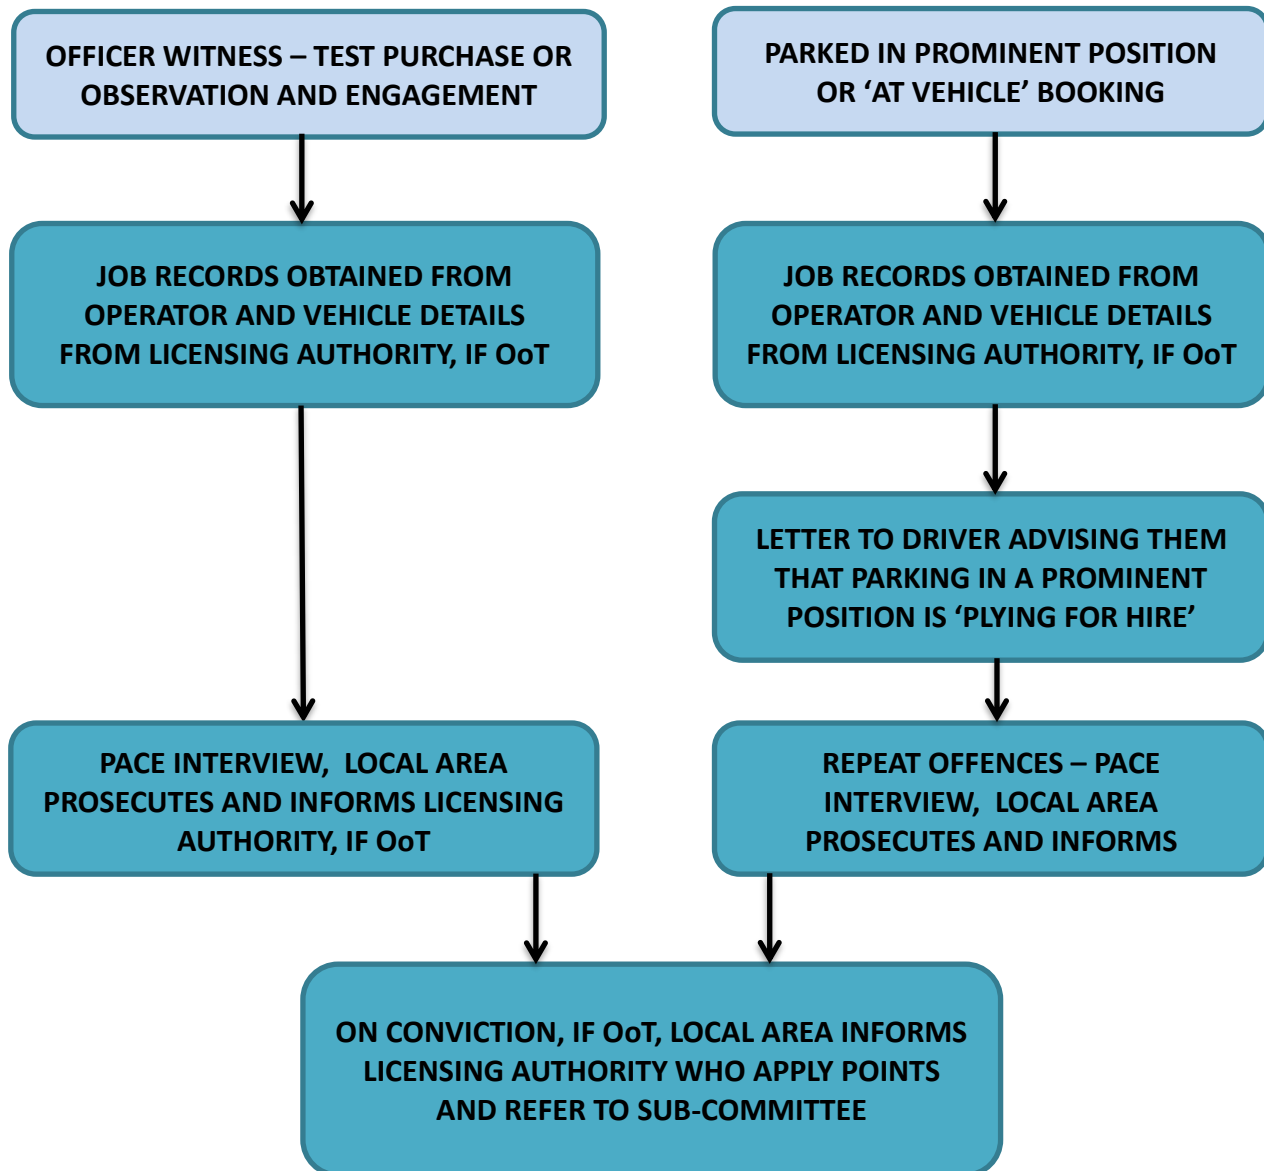 OFFICER WITNESS – TEST PURCHASE OR
OBSERVATION AND ENGAGEMENT
PARKED IN PROMINENT POSITION
OR ‘AT VEHICLE’ BOOKING
JOB RECORDS OBTAINED FROM
OPERATOR AND VEHICLE DETAILS
FROM LICENSING AUTHORITY, IF OoT
JOB RECORDS OBTAINED FROM
OPERATOR AND VEHICLE DETAILS
FROM LICENSING AUTHORITY, IF OoT
LETTER TO DRIVER ADVISING THEM
THAT PARKING IN A PROMINENT
POSITION IS ‘PLYING FOR HIRE’
PACE INTERVIEW,  LOCAL AREA
PROSECUTES AND INFORMS LICENSING
AUTHORITY, IF OoT
REPEAT OFFENCES – PACE
INTERVIEW,  LOCAL AREA
PROSECUTES AND INFORMS
ON CONVICTION, IF OoT, LOCAL AREA INFORMS
LICENSING AUTHORITY WHO APPLY POINTS
AND REFER TO SUB-COMMITTEE